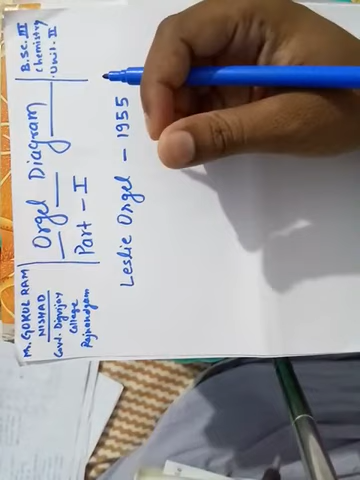 M. GOKUL RAM
NISHAD
Govt. Digvijay
College
Rajnandgaon
Orgel Diagram
Part - I
B.Sc. III
Chemistry
Unit. II
Leslie Orgel - 1955